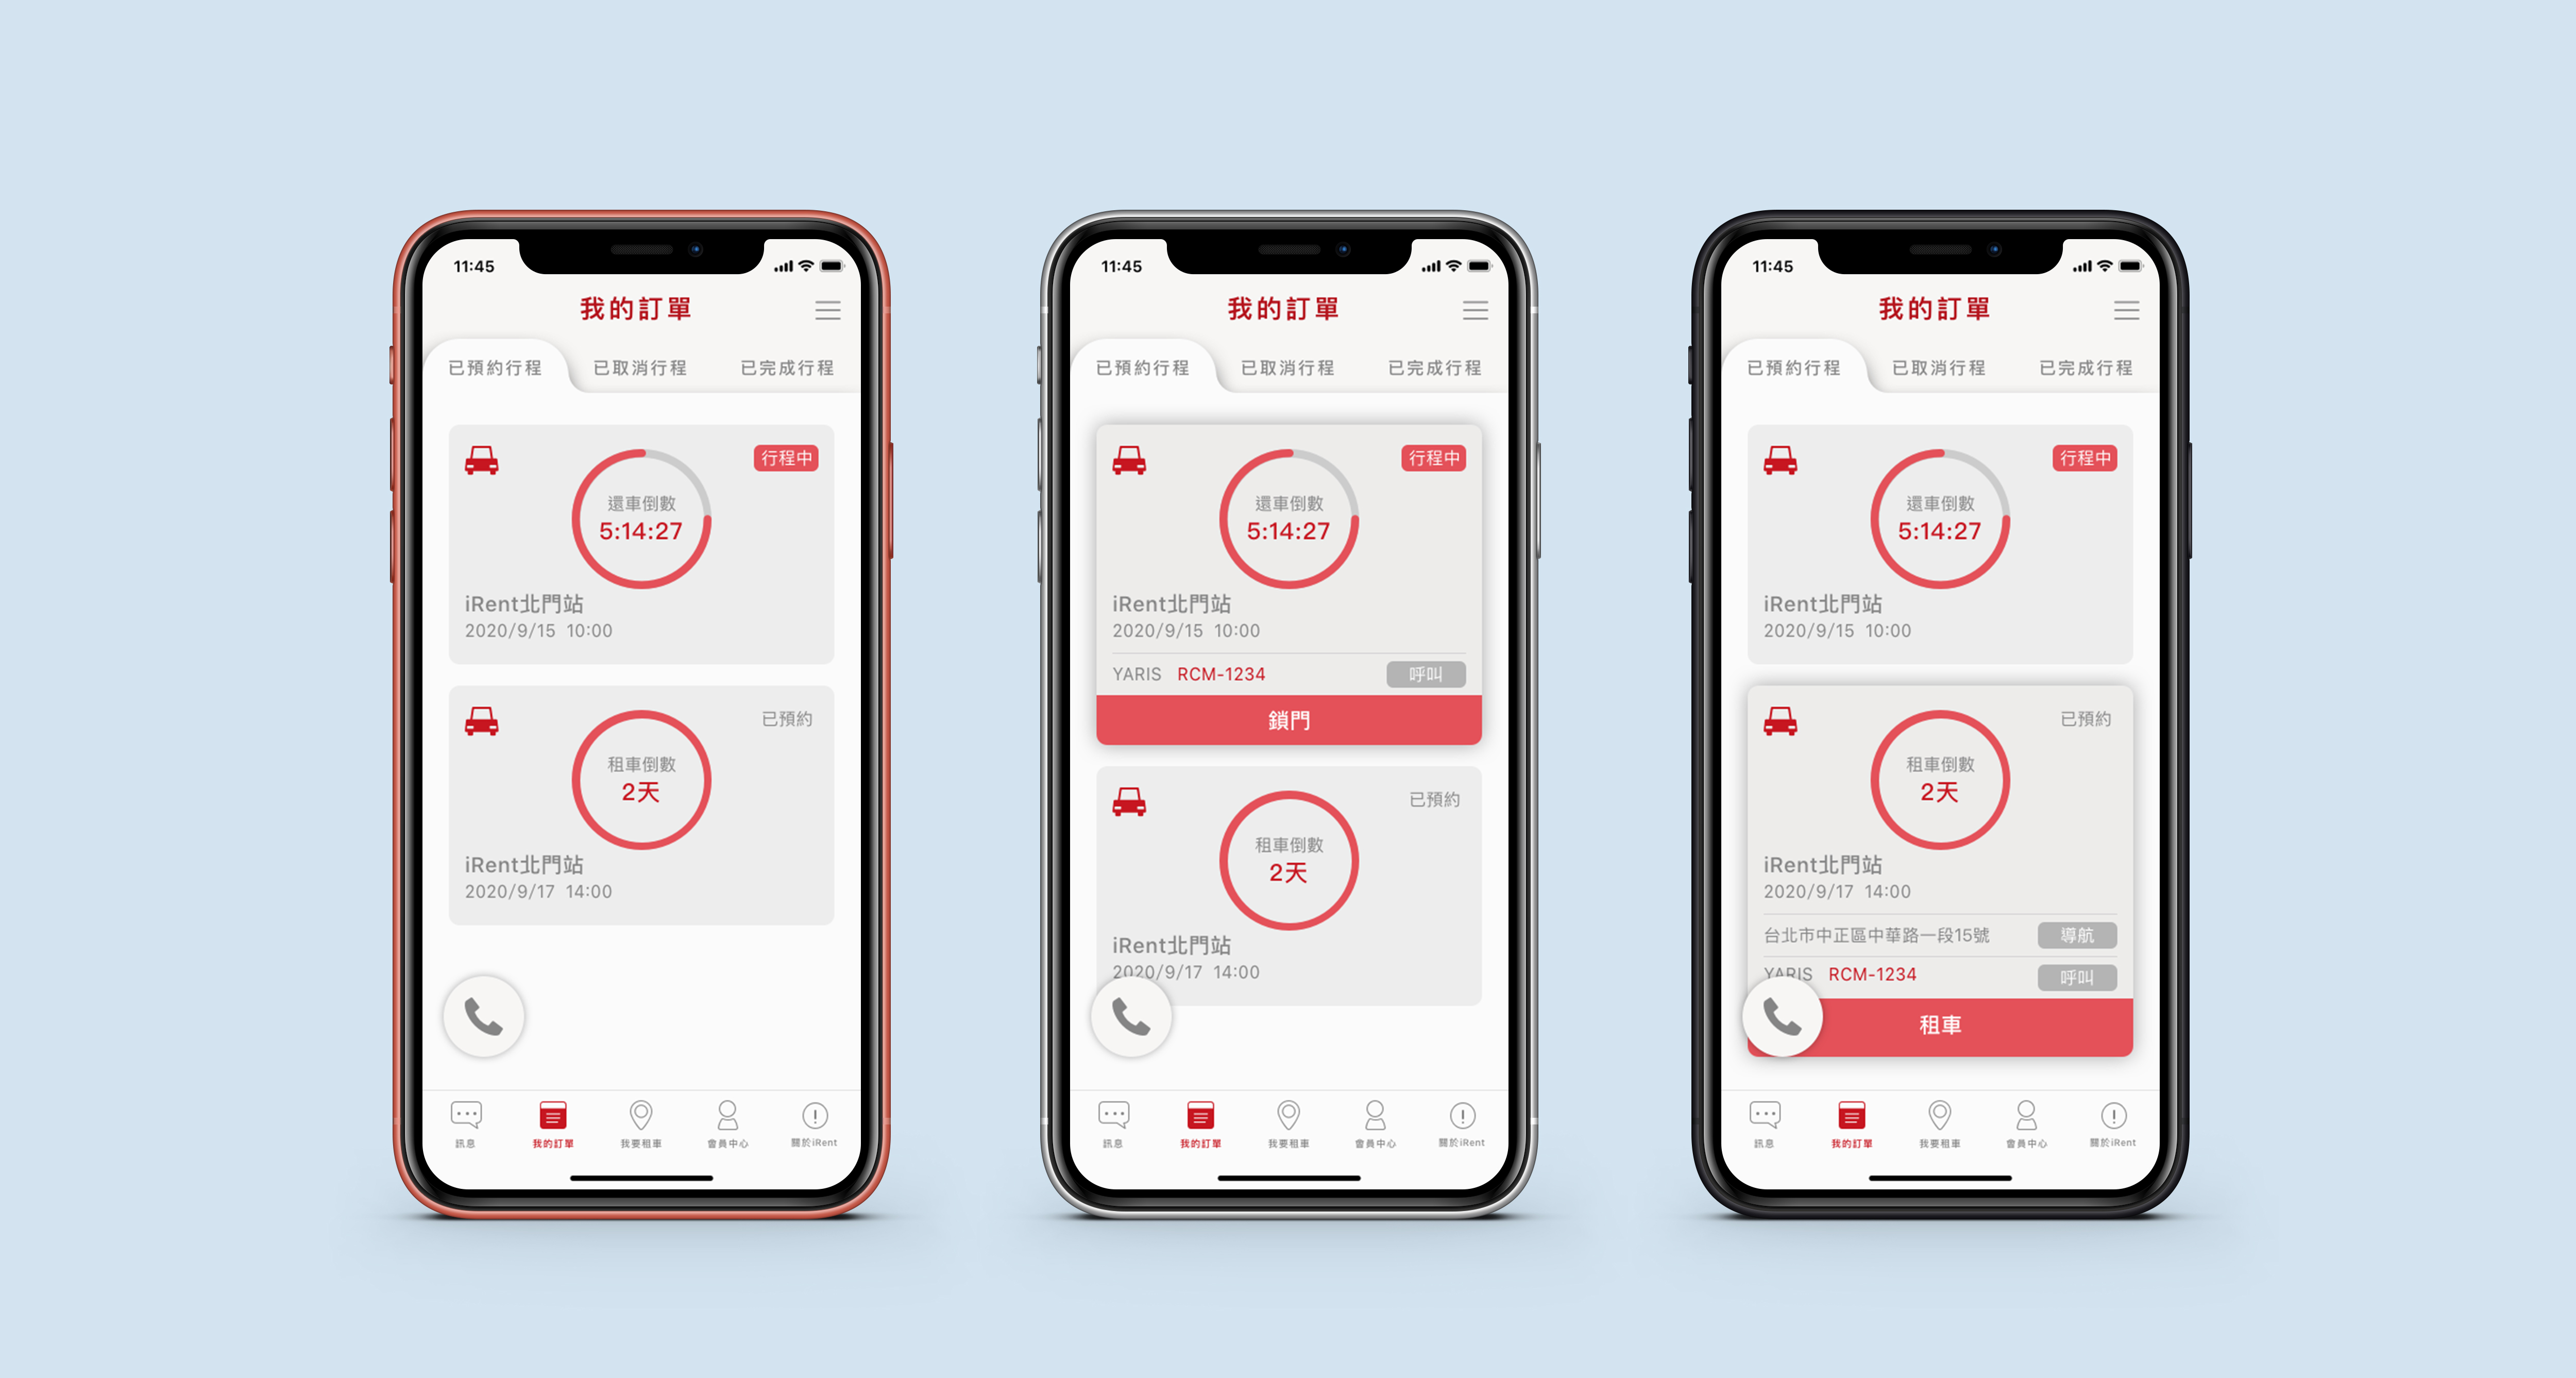 11:45
我的訂單
已預約行程 已取消行程 已完成行程
行程中
還車倒數
5:14:27
iRent北門站
2020/9/15 10:00
已預約
租車倒數
2天
iRent北門站
2020/9/17 14:00
訊息 我的訂單 我要租車 會員中心 關於iRent
11:45
我的訂單
已預約行程 已取消行程 已完成行程
行程中
還車倒數
5:14:27
iRent北門站
2020/9/15 10:00
YARIS RCM-1234 呼叫
鎖門
已預約
租車倒數
2天
iRent北門站
2020/9/17 14:00
訊息 我的訂單 我要租車 會員中心 關於iRent
11:45
我的訂單
已預約行程 已取消行程 已完成行程
行程中
還車倒數
5:14:27
iRent北門站
2020/9/15 10:00
已預約
租車倒數
2天
iRent北門站
2020/9/17 14:00
台北市中正區中華路一段15號 導航
YARIS RCM-1234 呼叫
租車
訊息 我的訂單 我要租車 會員中心 關於iRent